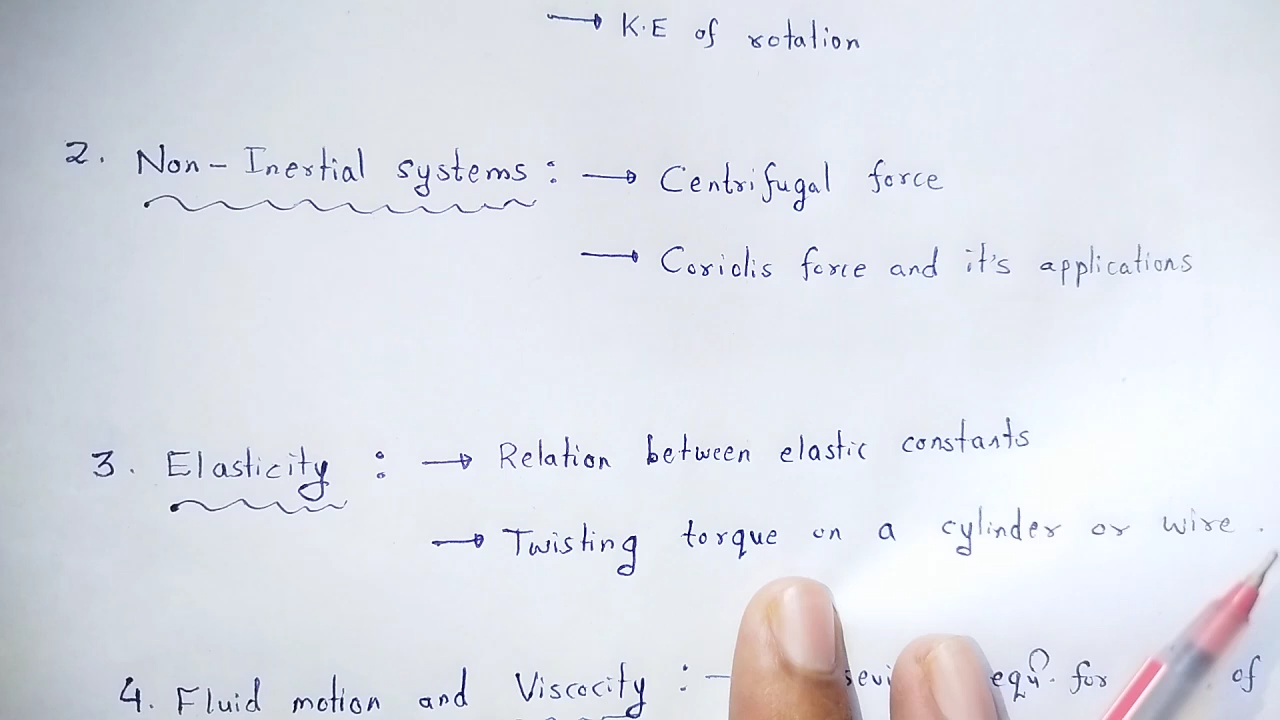 → K.E of rotation
2. Non-Inertial systems : → Centrifugal force
→ Coriolis force and it's applications
3. Elasticity : → Relation between elastic constants
→ Twisting torque on a cylinder or wire.
4. Fluid motion and Viscocity : for of